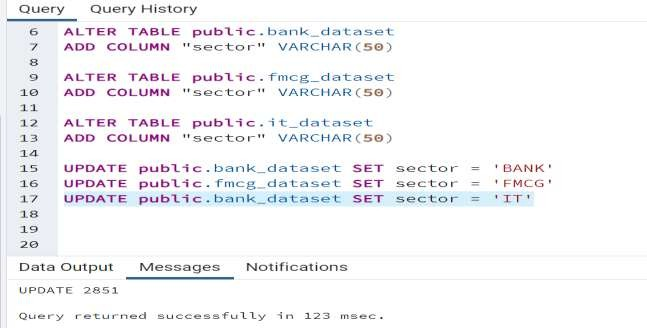 Query Query History
6 ALTER TABLE public.bank_dataset
7 ADD COLUMN "sector" VARCHAR(50)
8
9 ALTER TABLE public.fmcg_dataset
10 ADD COLUMN "sector" VARCHAR(50)
11
12 ALTER TABLE public.it_dataset
13 ADD COLUMN "sector" VARCHAR(50)
14
15 UPDATE public.bank_dataset SET sector = 'BANK'
16 UPDATE public.fmcg_dataset SET sector = 'FMCG'
17 UPDATE public.bank_dataset SET sector = 'IT'
18
19
20
Data Output Messages Notifications
UPDATE 2851
Query returned successfully in 123 msec.